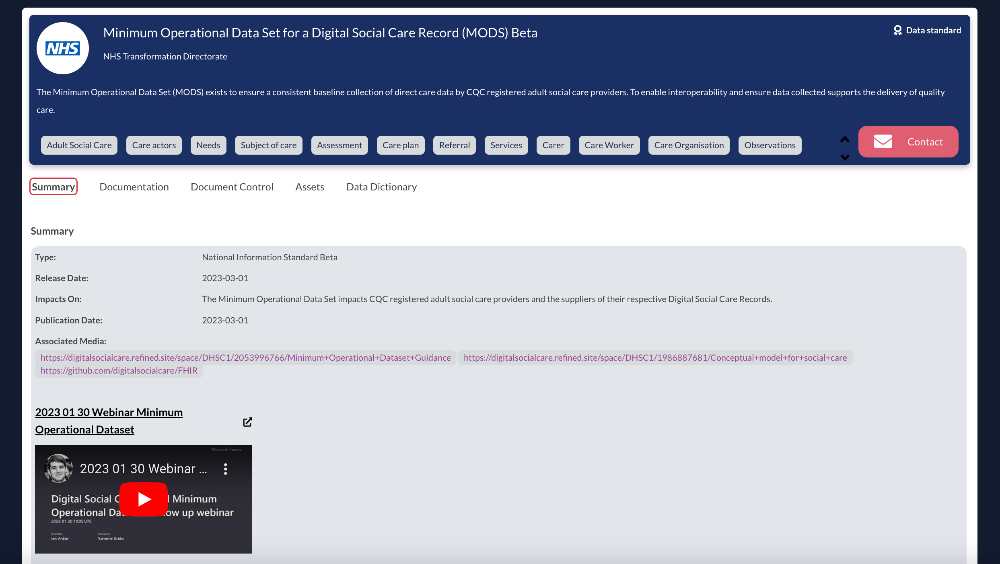 NHS
Minimum Operational Data Set for a Digital Social Care Record (MODS) Beta
Data standard
NHS Transformation Directorate
The Minimum Operational Data Set (MODS) exists to ensure a consistent baseline collection of direct care data by CQC registered adult social care providers. To enable interoperability and ensure data collected supports the delivery of quality
care.
Adult Social Care Care actors Needs Subject of care Assessment Care plan Referral Services Carer Care Worker Care Organisation Observations
Contact
Summary Documentation Document Control Assets Data Dictionary
Summary
Type: National Information Standard Beta
Release Date: 2023-03-01
Impacts On: The Minimum Operational Data Set impacts CQC registered adult social care providers and the suppliers of their respective Digital Social Care Records.
Publication Date: 2023-03-01
Associated Media:
https://digitalsocialcare.refined.site/space/DHSC1/2053996766/Minimum+Operational+Dataset+Guidance https://digitalsocialcare.refined.site/space/DHSC1/1986887681/Conceptual+model+for+social+care
https://github.com/digitalsocialcare/FHIR
2023 01 30 Webinar Minimum
Operational Dataset
Microsoft Teams
2023 01 30 Webinar ...
Digital Social Minimum
Operational up webinar
2023-01-30 10:05 UTC
Recorded by Organized by
Ian Anker Sammie Gibbs